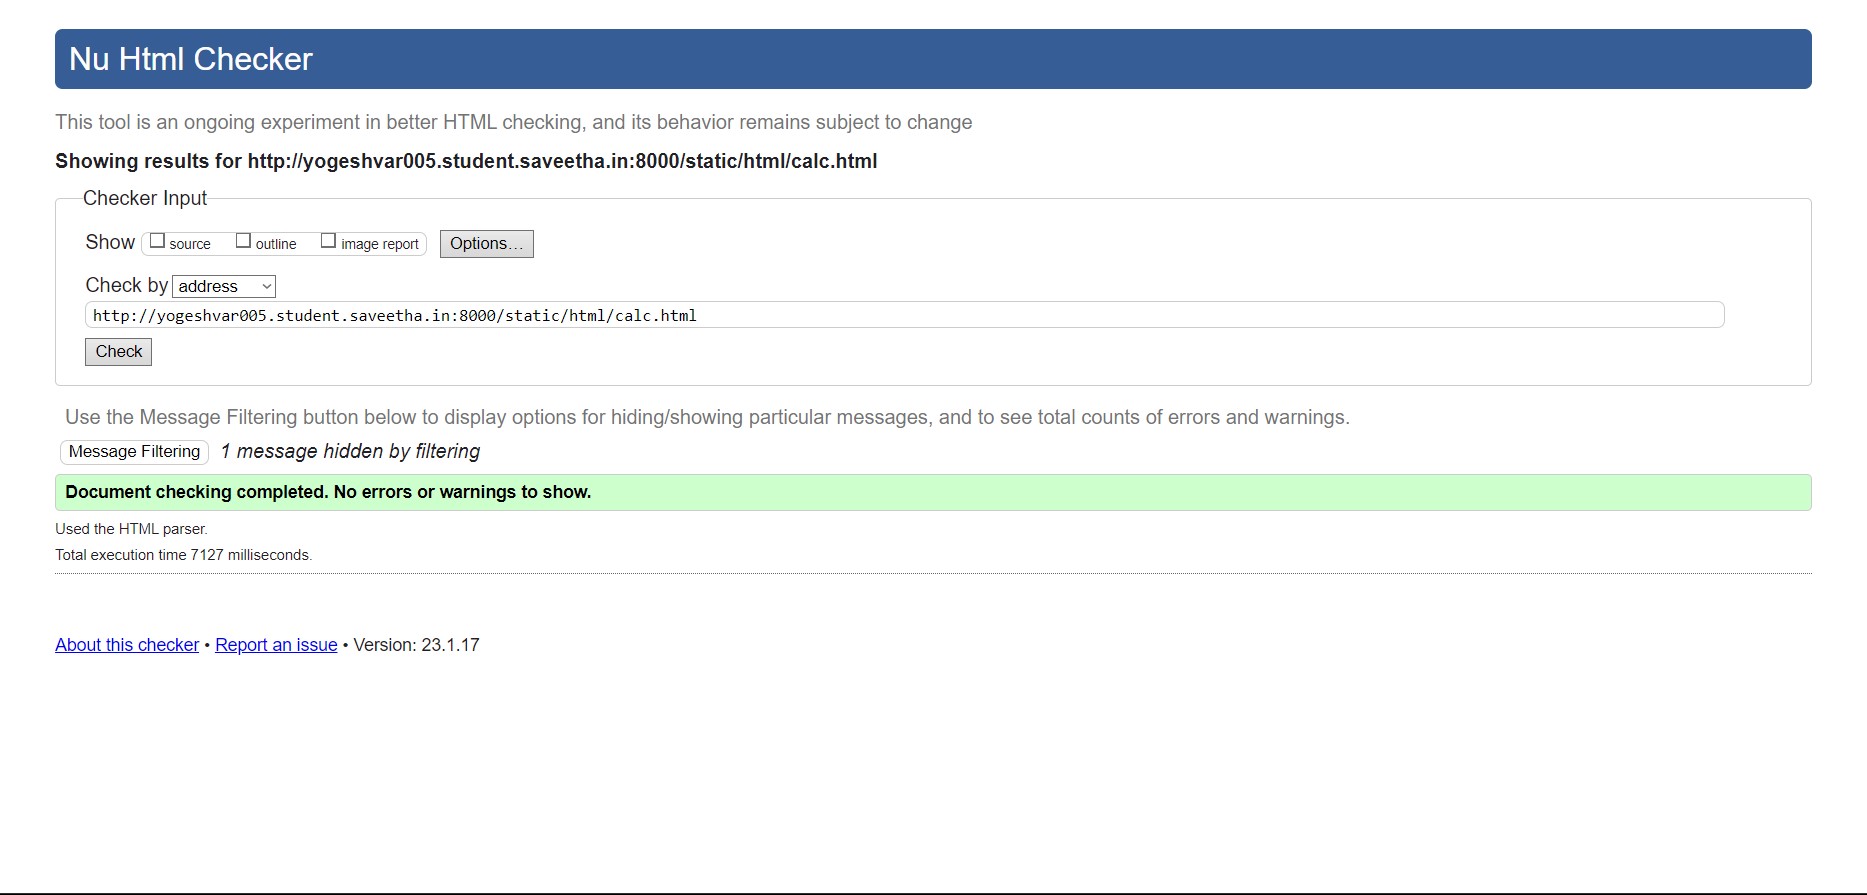 Nu Html Checker
This tool is an ongoing experiment in better HTML checking, and its behavior remains subject to change
Showing results for http://yogeshvar005.student.saveetha.in:8000/static/html/calc.html
Checker Input
Show source outline image report Options...
Check by address
http://yogeshvar005.student.saveetha.in:8000/static/html/calc.html
Check
Use the Message Filtering button below to display options for hiding/showing particular messages, and to see total counts of errors and warnings.
Message Filtering 1 message hidden by filtering
Document checking completed. No errors or warnings to show.
Used the HTML parser.
Total execution time 7127 milliseconds.
About this checker • Report an issue • Version: 23.1.17